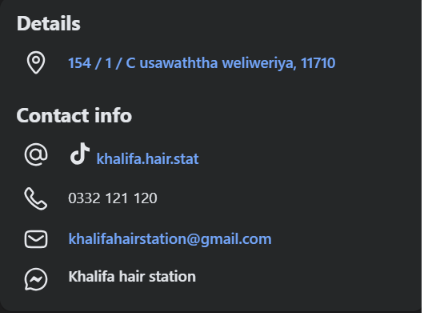 Details
154 / 1 / C usawaththa weliweriya, 11710
Contact info
khalifa.hair.stat
0332 121 120
khalifahairstation@gmail.com
Khalifa hair station